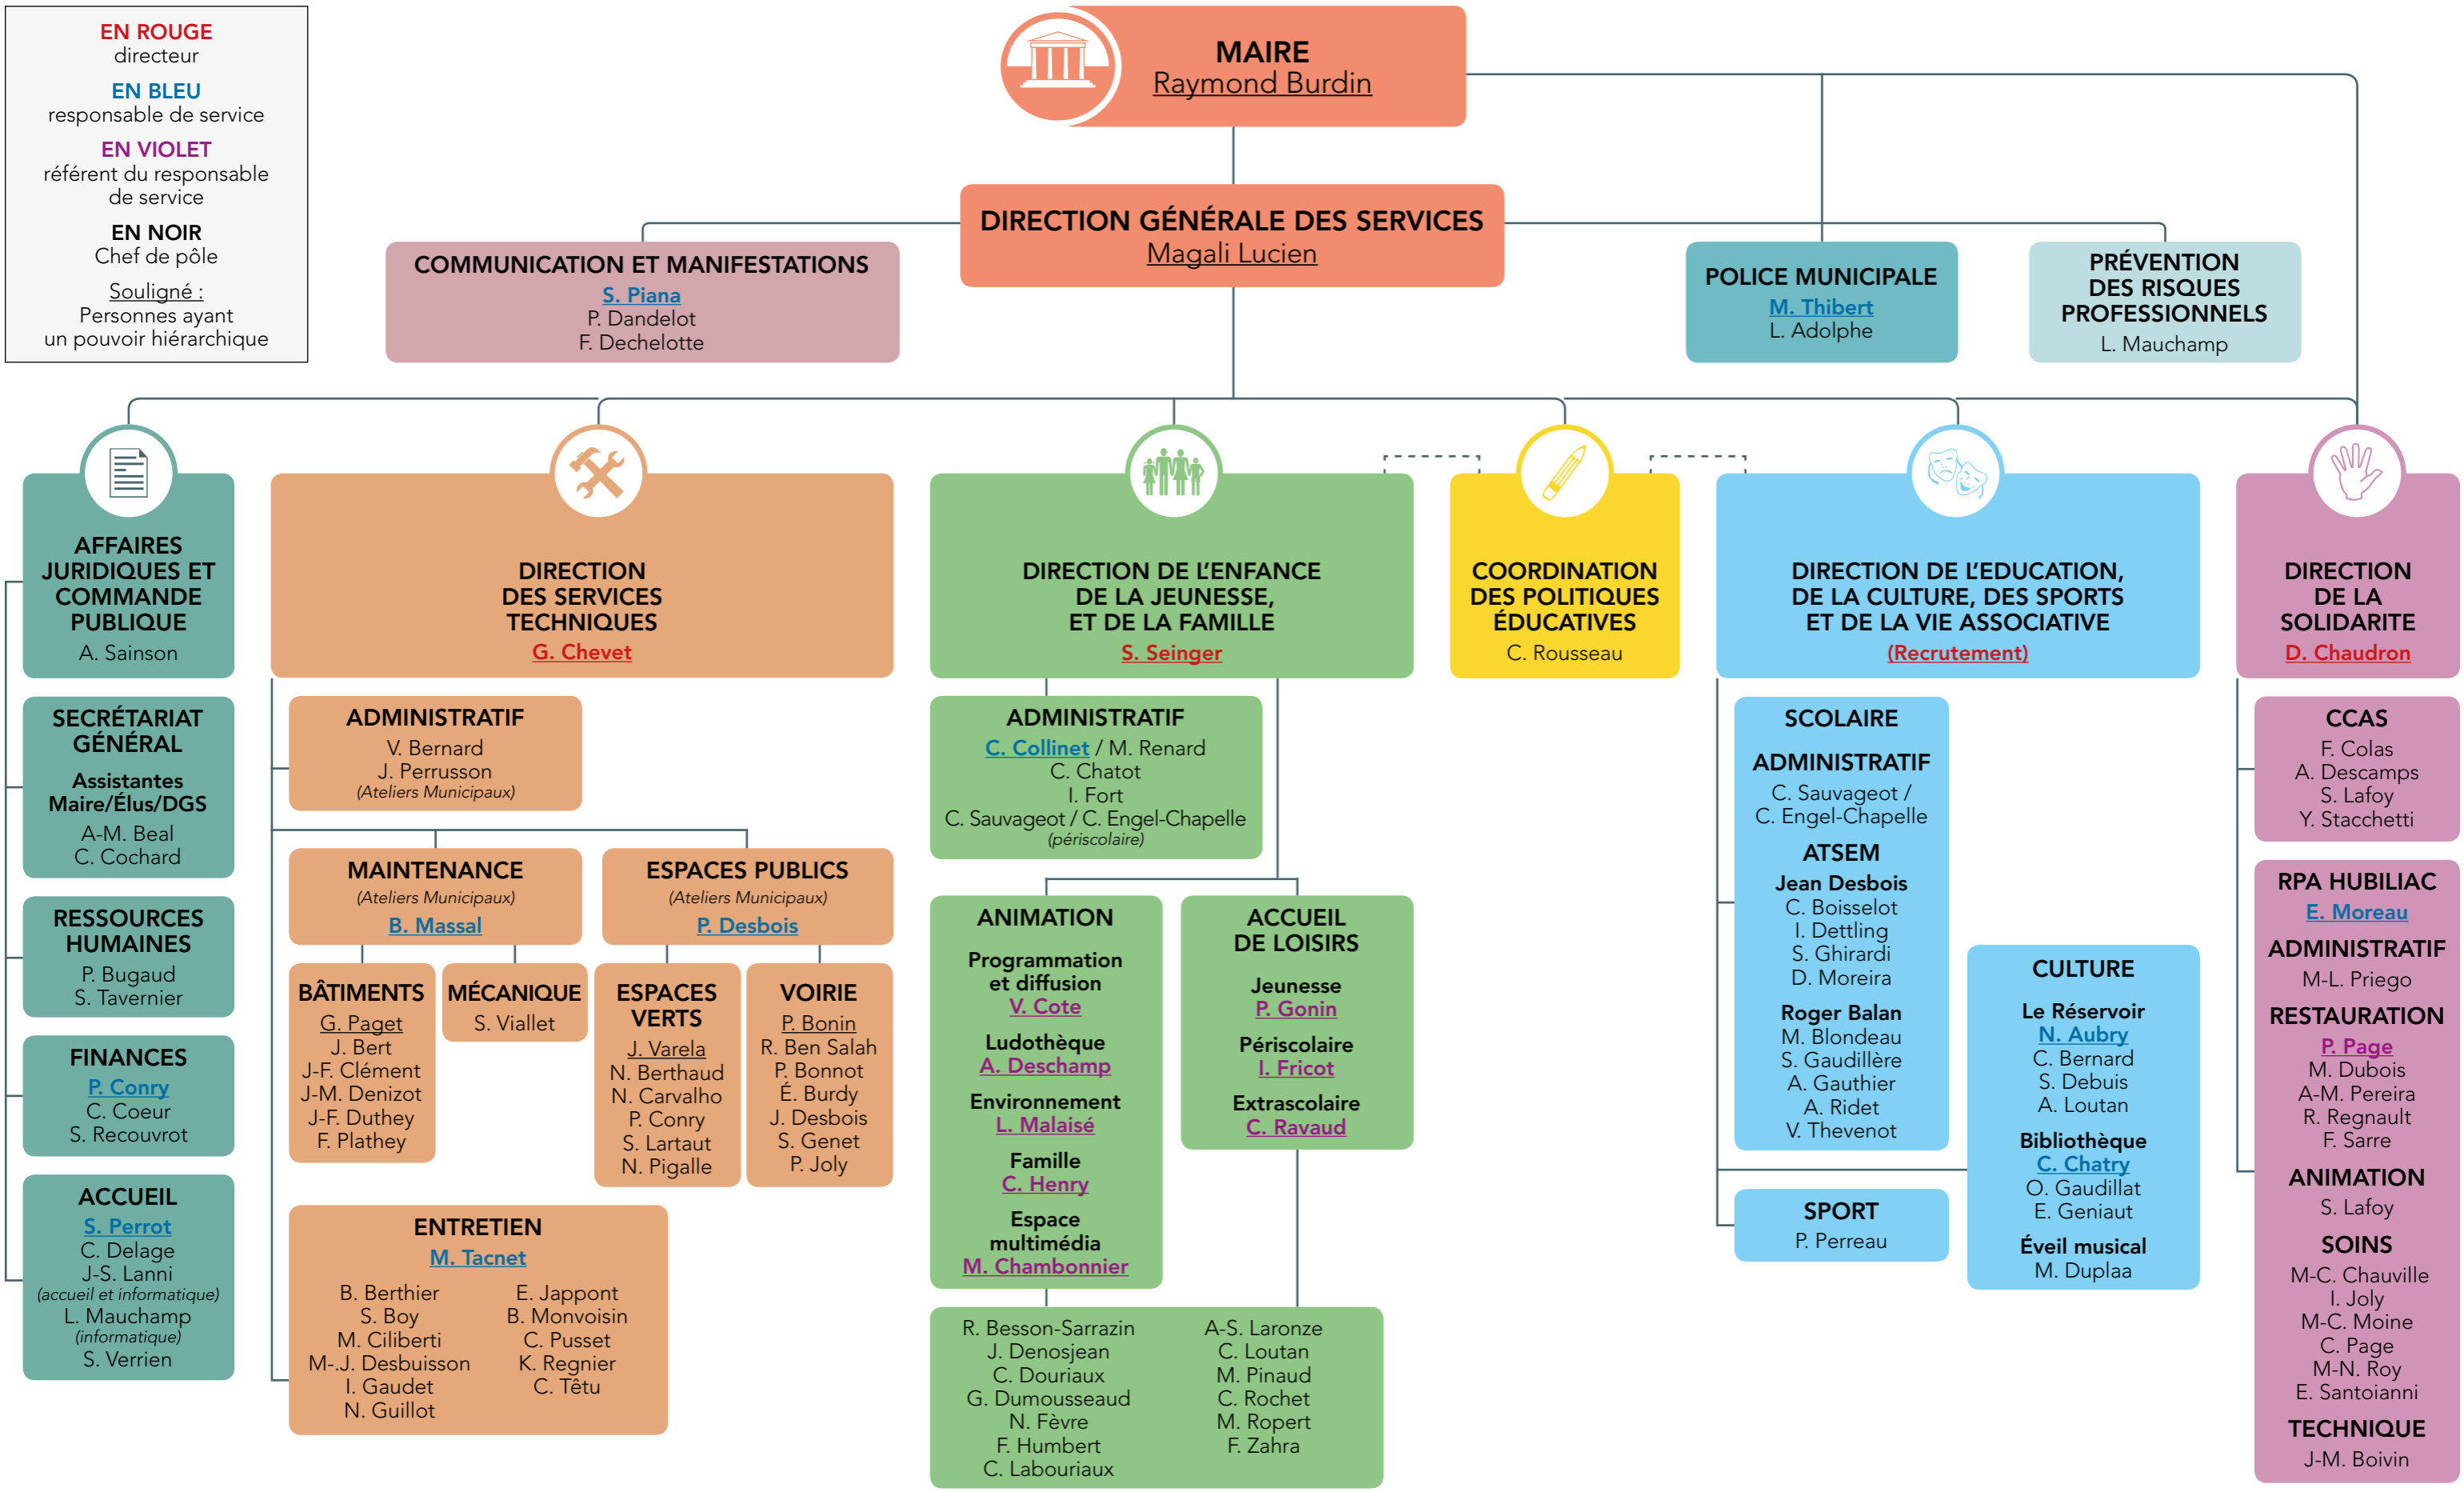 EN ROUGE
directeur
EN BLEU
responsable de service
EN VIOLET
référent du responsable
de service
EN NOIR
Chef de pôle
Souligné :
Personnes ayant
un pouvoir hiérarchique
MAIRE
Raymond Burdin
DIRECTION GÉNÉRALE DES SERVICES
Magali Lucien
COMMUNICATION ET MANIFESTATIONS
S. Piana
P. Dandelot
F. Dechelotte
POLICE MUNICIPALE
M. Thibert
L. Adolphe
PRÉVENTION
DES RISQUES
PROFESSIONNELS
L. Mauchamp
AFFAIRES
JURIDIQUES ET
COMMANDE
PUBLIQUE
A. Sainson
SECRÉTARIAT
GÉNÉRAL
Assistantes
Maire/Élus/DGS
A-M. Beal
C. Cochard
RESSOURCES
HUMAINES
P. Bugaud
S. Tavernier
FINANCES
P. Conry
C. Coeur
S. Recouvrot
ACCUEIL
S. Perrot
C. Delage
J-S. Lanni
(accueil et informatique)
L. Mauchamp
(informatique)
S. Verrien
DIRECTION
DES SERVICES
TECHNIQUES
G. Chevet
ADMINISTRATIF
V. Bernard
J. Perrusson
(Ateliers Municipaux)
MAINTENANCE
(Ateliers Municipaux)
B. Massal
ESPACES PUBLICS
(Ateliers Municipaux)
P. Desbois
BÂTIMENTS
G. Paget
J. Bert
J-F. Clément
J-M. Denizot
J-F. Duthey
F. Plathey
MÉCANIQUE
S. Viallet
ESPACES
VERTS
J. Varela
N. Berthaud
N. Carvalho
P. Conry
S. Lartaut
N. Pigalle
VOIRIE
P. Bonin
R. Ben Salah
P. Bonnot
É. Burdy
J. Desbois
S. Genet
P. Joly
ENTRETIEN
M. Tacnet
B. Berthier
S. Boy
M. Ciliberti
M-.J. Desbuisson
I. Gaudet
N. Guillot
E. Jappont
B. Monvoisin
C. Pusset
K. Regnier
C. Têtu
DIRECTION DE L'ENFANCE
DE LA JEUNESSE,
ET DE LA FAMILLE
S. Seinger
ADMINISTRATIF
C. Collinet / M. Renard
C. Chatot
I. Fort
C. Sauvageot / C. Engel-Chapelle
(périscolaire)
ANIMATION
Programmation
et diffusion
V. Cote
Ludothèque
A. Deschamp
Environnement
L. Malaisé
Famille
C. Henry
Espace
multimédia
M. Chambonnier
ACCUEIL
DE LOISIRS
Jeunesse
P. Gonin
Périscolaire
I. Fricot
Extrascolaire
C. Ravaud
R. Besson-Sarrazin
J. Denosjean
C. Douriaux
G. Dumousseaud
N. Fèvre
F. Humbert
C. Labouriaux
A-S. Laronze
C. Loutan
M. Pinaud
C. Rochet
M. Ropert
F. Zahra
COORDINATION
DES POLITIQUES
ÉDUCATIVES
C. Rousseau
DIRECTION DE L'EDUCATION,
DE LA CULTURE, DES SPORTS
ET DE LA VIE ASSOCIATIVE
(Recrutement)
SCOLAIRE
ADMINISTRATIF
C. Sauvageot /
C. Engel-Chapelle
ATSEM
Jean Desbois
C. Boisselot
I. Dettling
S. Ghirardi
D. Moreira
Roger Balan
M. Blondeau
S. Gaudillère
A. Gauthier
A. Ridet
V. Thevenot
SPORT
P. Perreau
CULTURE
Le Réservoir
N. Aubry
C. Bernard
S. Debuis
A. Loutan
Bibliothèque
C. Chatry
O. Gaudillat
E. Geniaut
Éveil musical
M. Duplaa
DIRECTION
DE LA
SOLIDARITE
D. Chaudron
CCAS
F. Colas
A. Descamps
S. Lafoy
Y. Stacchetti
RPA HUBILIAC
E. Moreau
ADMINISTRATIF
M-L. Priego
RESTAURATION
P. Page
M. Dubois
A-M. Pereira
R. Regnault
F. Sarre
ANIMATION
S. Lafoy
SOINS
M-C. Chauville
I. Joly
M-C. Moine
C. Page
M-N. Roy
E. Santoianni
TECHNIQUE
J-M. Boivin